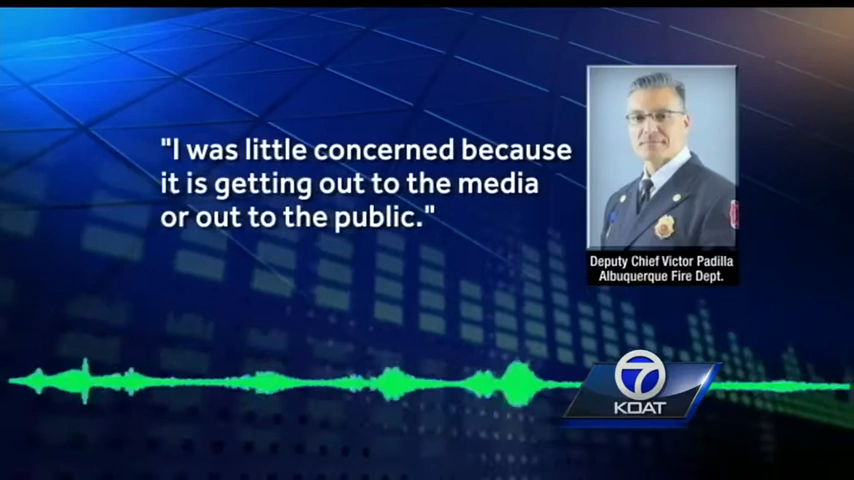 "I was little concerned because
it is getting out to the media
or out to the public."
Deputy Chief Victor Padilla
Albuquerque Fire Dept.
7
KOAT